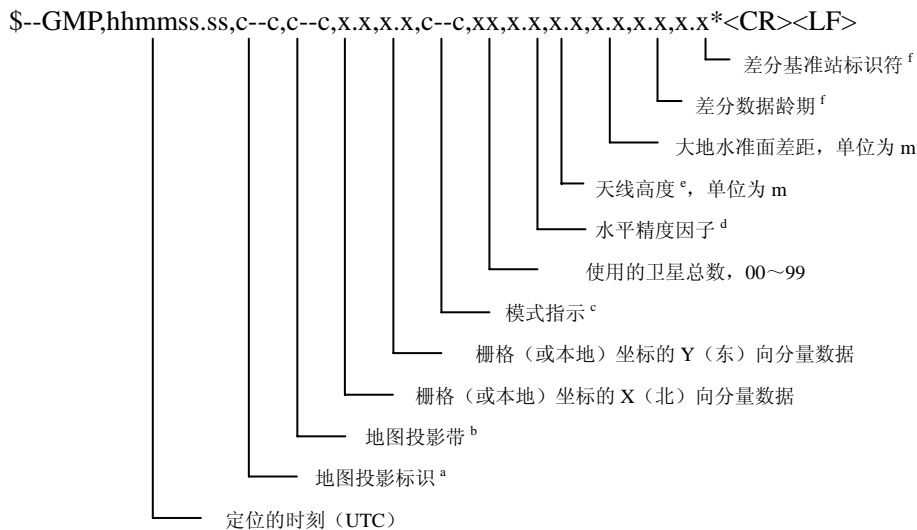 $--GMP,hhmmss.ss,c--c,c--c,x.x,x.x,c--c,xx,x.x,x.x,x.x,x.x,x.x*<CR><LF>
差分基准站标识符 f
差分数据龄期 f
大地水准面差距，单位为 m
天线高度 e，单位为 m
水平精度因子 d
使用的卫星总数，00～99
模式指示 c
栅格（或本地）坐标的 Y（东）向分量数据
栅格（或本地）坐标的 X（北）向分量数据
地图投影带 b
地图投影标识 a
定位的时刻（UTC）